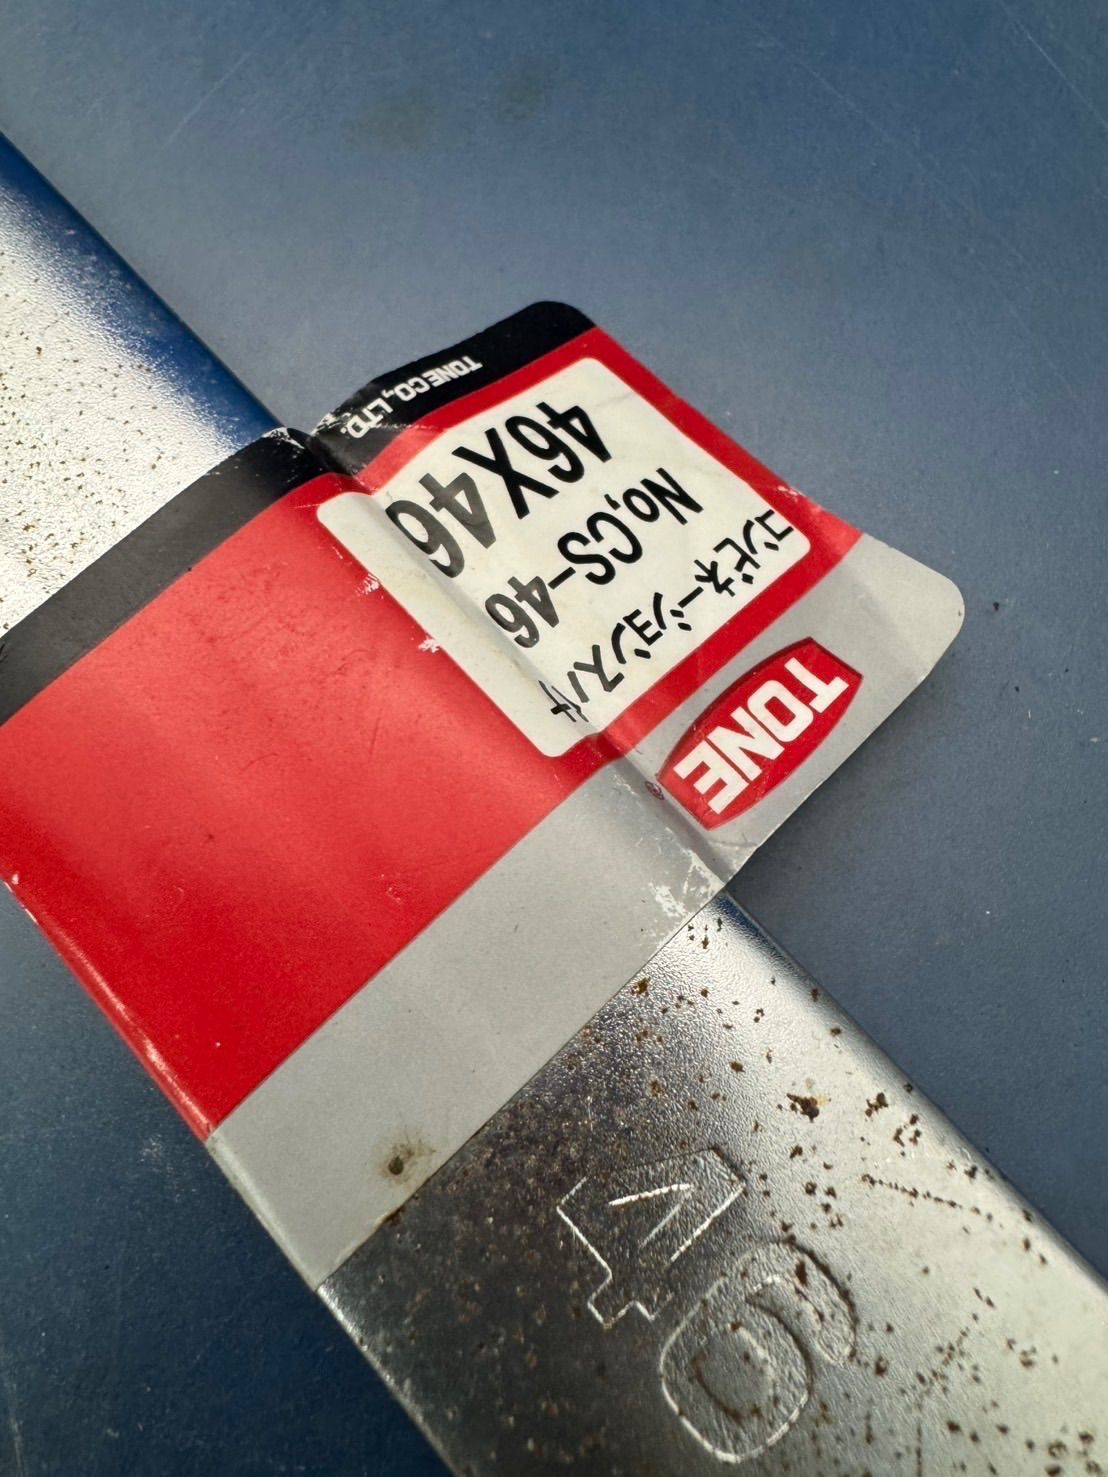 TONE®
コンビネーションスパナ
No,CS-46
46X46
TONE CO., LTD.
46